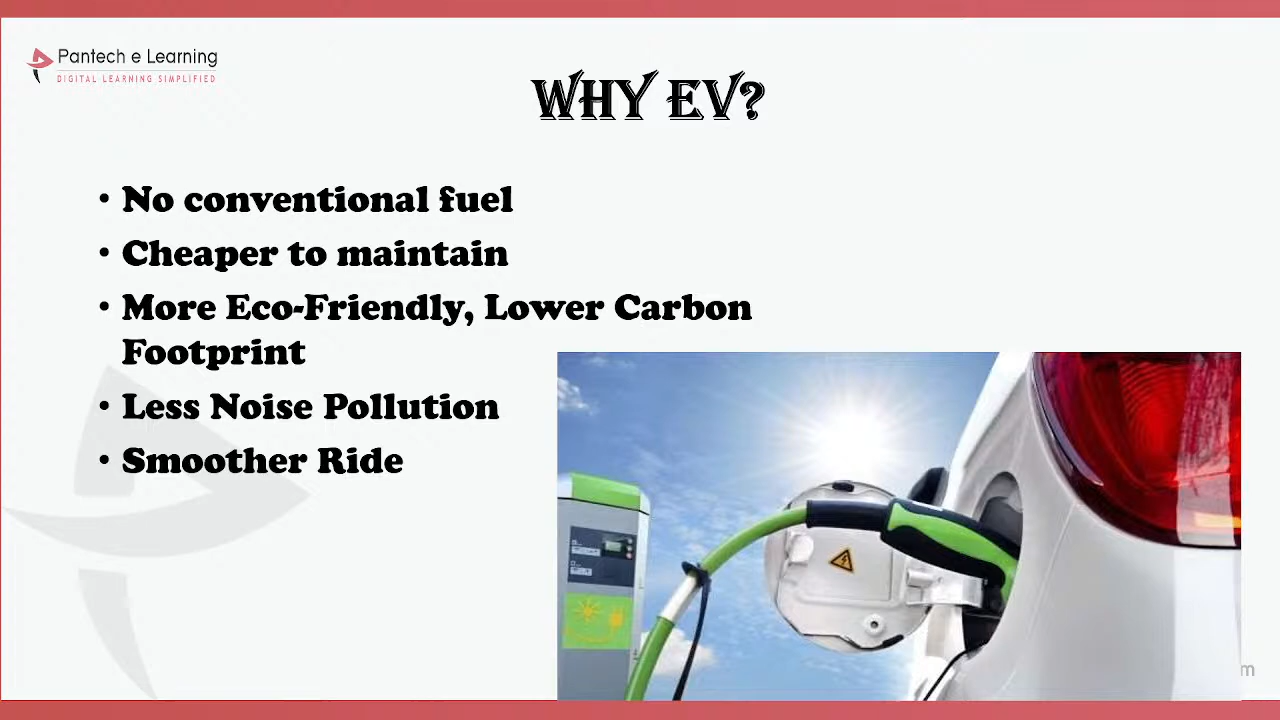 Pantech e Learning
DIGITAL LEARNING SIMPLIFIED
WHY EV?
• No conventional fuel
• Cheaper to maintain
• More Eco-Friendly, Lower Carbon
Footprint
• Less Noise Pollution
• Smoother Ride